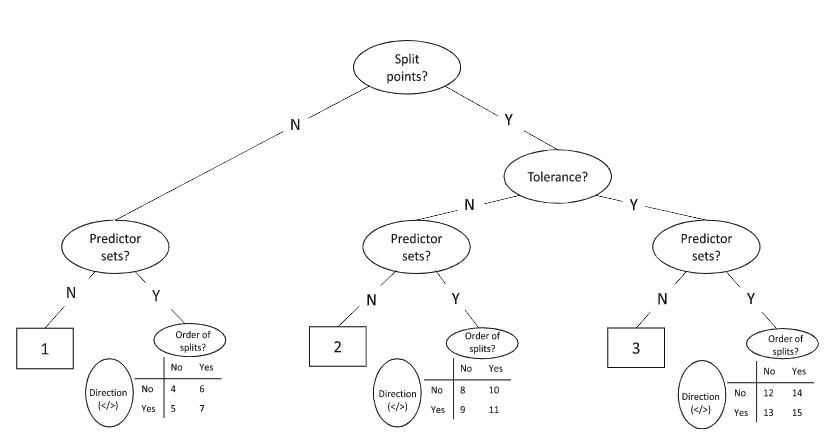 Split
points?
N
Y
Tolerance?
N
Y
Predictor
sets?
Predictor
sets?
Predictor
sets?
N
Y
N
Y
N
Y
1
Order of
splits?
2
Order of
splits?
3
Order of
splits?
No Yes
Direction
(</>)
No 4 6
Yes 5 7
No Yes
Direction
(</>)
No 8 10
Yes 9 11
No Yes
Direction
(</>)
No 12 14
Yes 13 15